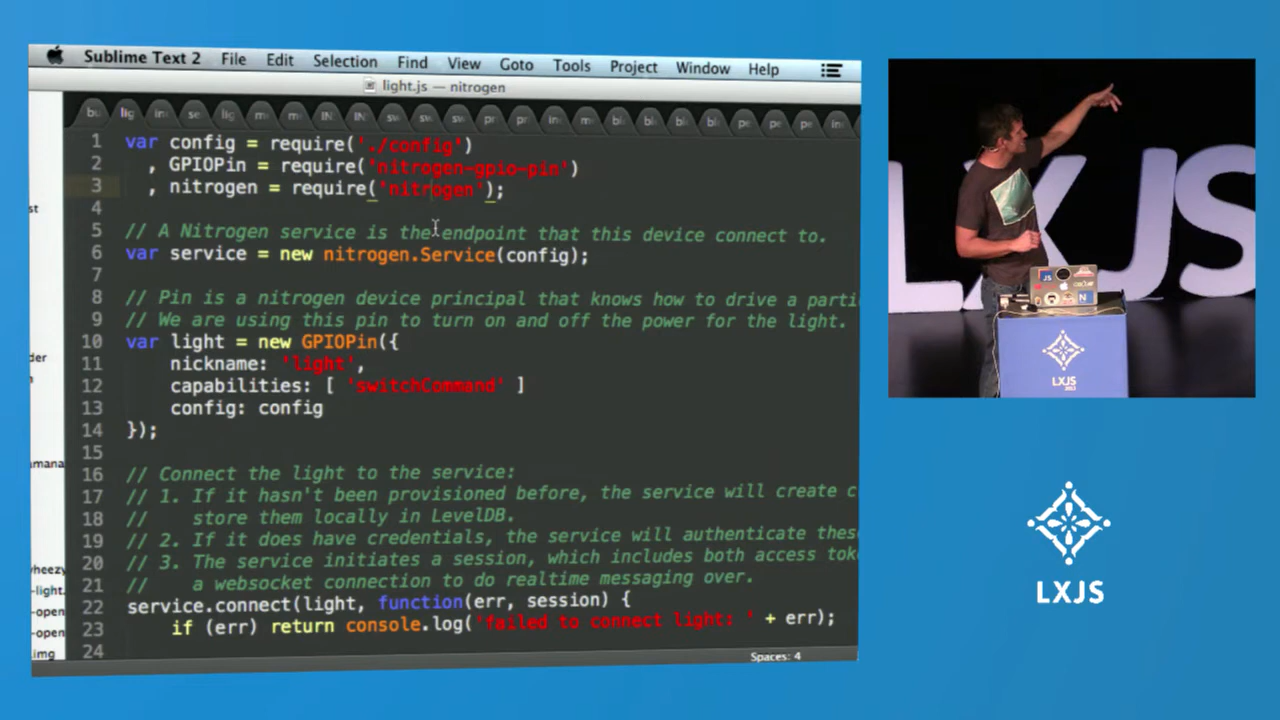 Sublime Text 2 File Edit Selection Find View Goto Tools Project Window Help
light.js — nitrogen
1 var config = require('./config')
2 , GPIOPin = require('nitrogen-gpio-pin')
3 , nitrogen = require('nitrogen');
4
5 // A Nitrogen service is the endpoint that this device connect to.
6 var service = new nitrogen.Service(config);
7
8 // Pin is a nitrogen device principal that knows how to drive a parti
9 // We are using this pin to turn on and off the power for the light.
10 var light = new GPIOPin({
11 nickname: 'light',
12 capabilities: [ 'switchCommand' ]
13 config: config
14 });
15
16 // Connect the light to the service:
17 // 1. If it hasn't been provisioned before, the service will create c
18 // store them locally in LevelDB.
19 // 2. If it does have credentials, the service will authenticate thes
20 // 3. The service initiates a session, which includes both access tok
21 // a websocket connection to do realtime messaging over.
22 service.connect(light, function(err, session) {
23 if (err) return console.log('failed to connect light: ' + err);
24
Spaces: 4
LXJS
LXJS
LXJS